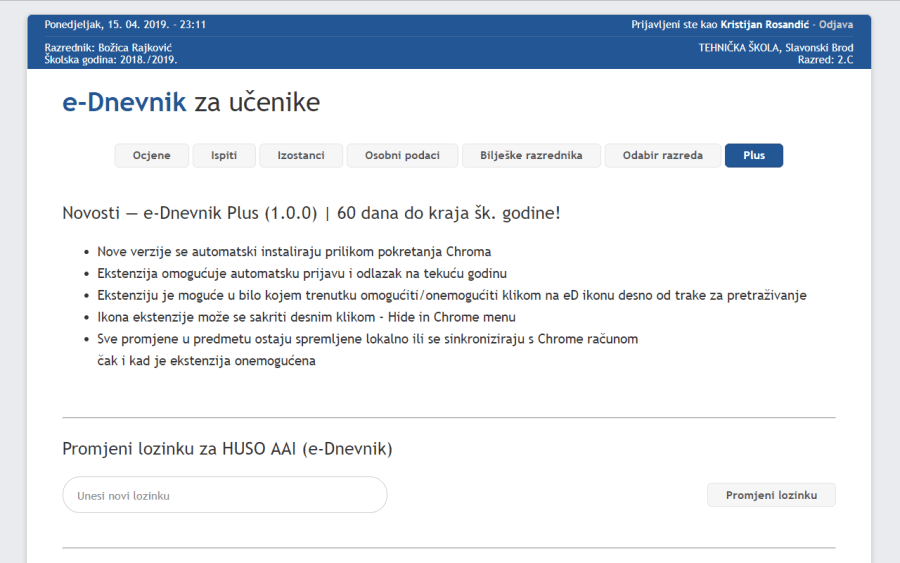 Ponedjeljak, 15. 04. 2019. - 23:11
Prijavljeni ste kao Kristijan Rosandić - Odjava
Razrednik: Božica Rajković
Školska godina: 2018./2019.
TEHNIČKA ŠKOLA, Slavonski Brod
Razred: 2.C
e-Dnevnik za učenike
Ocjene
Ispiti
Izostanci
Osobni podaci
Bilješke razrednika
Odabir razreda
Plus
Novosti — e-Dnevnik Plus (1.0.0) | 60 dana do kraja šk. godine!
• Nove verzije se automatski instaliraju prilikom pokretanja Chroma
• Ekstenzija omogućuje automatsku prijavu i odlazak na tekuću godinu
• Ekstenziju je moguće u bilo kojem trenutku omogućiti/onemogućiti klikom na eD ikonu desno od trake za pretraživanje
• Ikona ekstenzije može se sakriti desnim klikom - Hide in Chrome menu
• Sve promjene u predmetu ostaju spremljene lokalno ili se sinkroniziraju s Chrome računom
čak i kad je ekstenzija onemogućena
Promjeni lozinku za HUSO AAI (e-Dnevnik)
Unesi novi lozinku
Promjeni lozinku